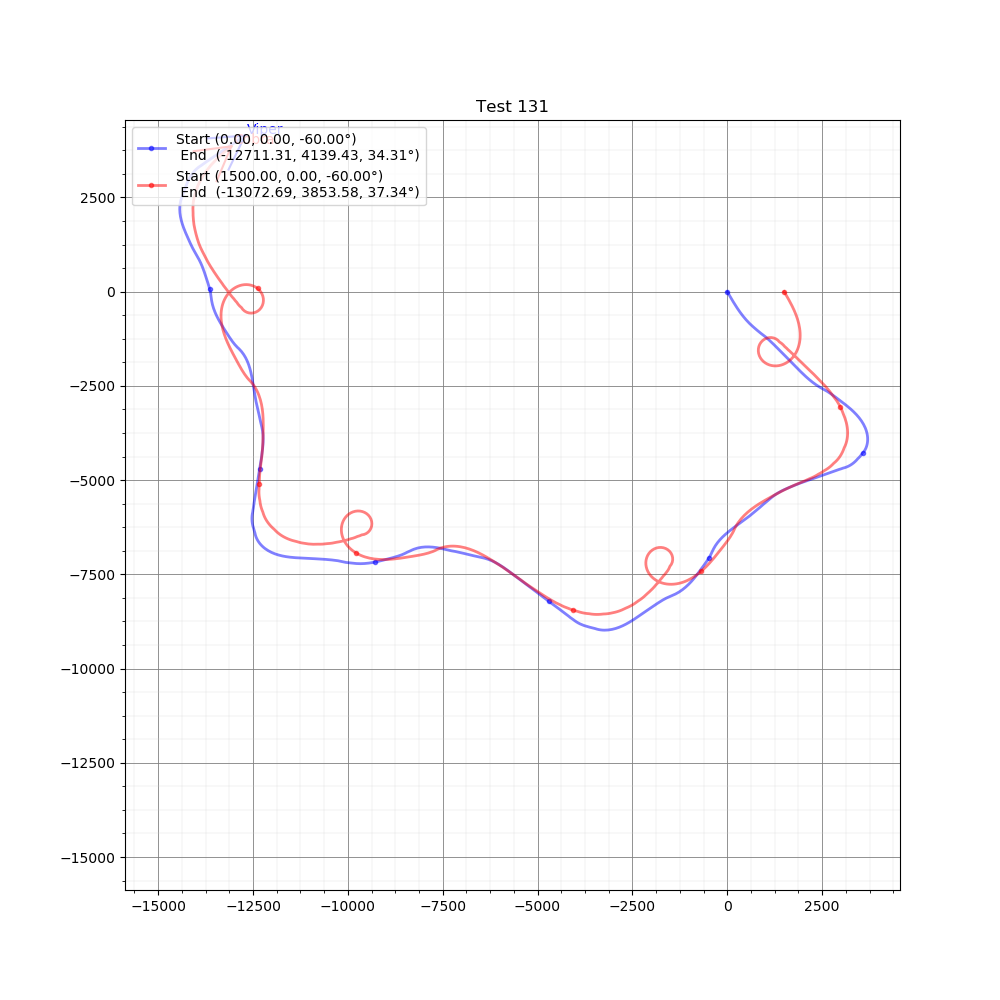 Test 131
Viper
Start (0.00, 0.00, -60.00°)
End (-12711.31, 4139.43, 34.31°)
Start (1500.00, 0.00, -60.00°)
End (-13072.69, 3853.58, 37.34°)
2500
0
−2500
−5000
−7500
−10000
−12500
−15000
−15000 −12500 −10000 −7500 −5000 −2500 0 2500